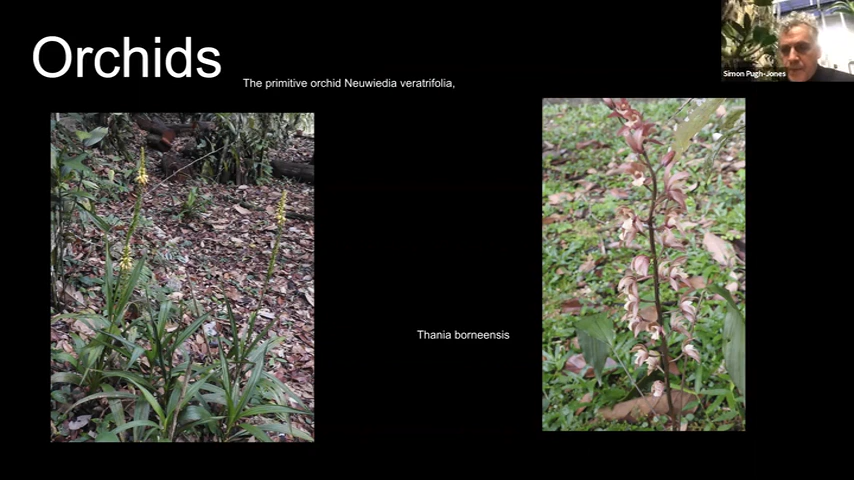 Orchids
The primitive orchid Neuwiedia veratrifolia,
Simon Pugh-Jones
Thania borneensis